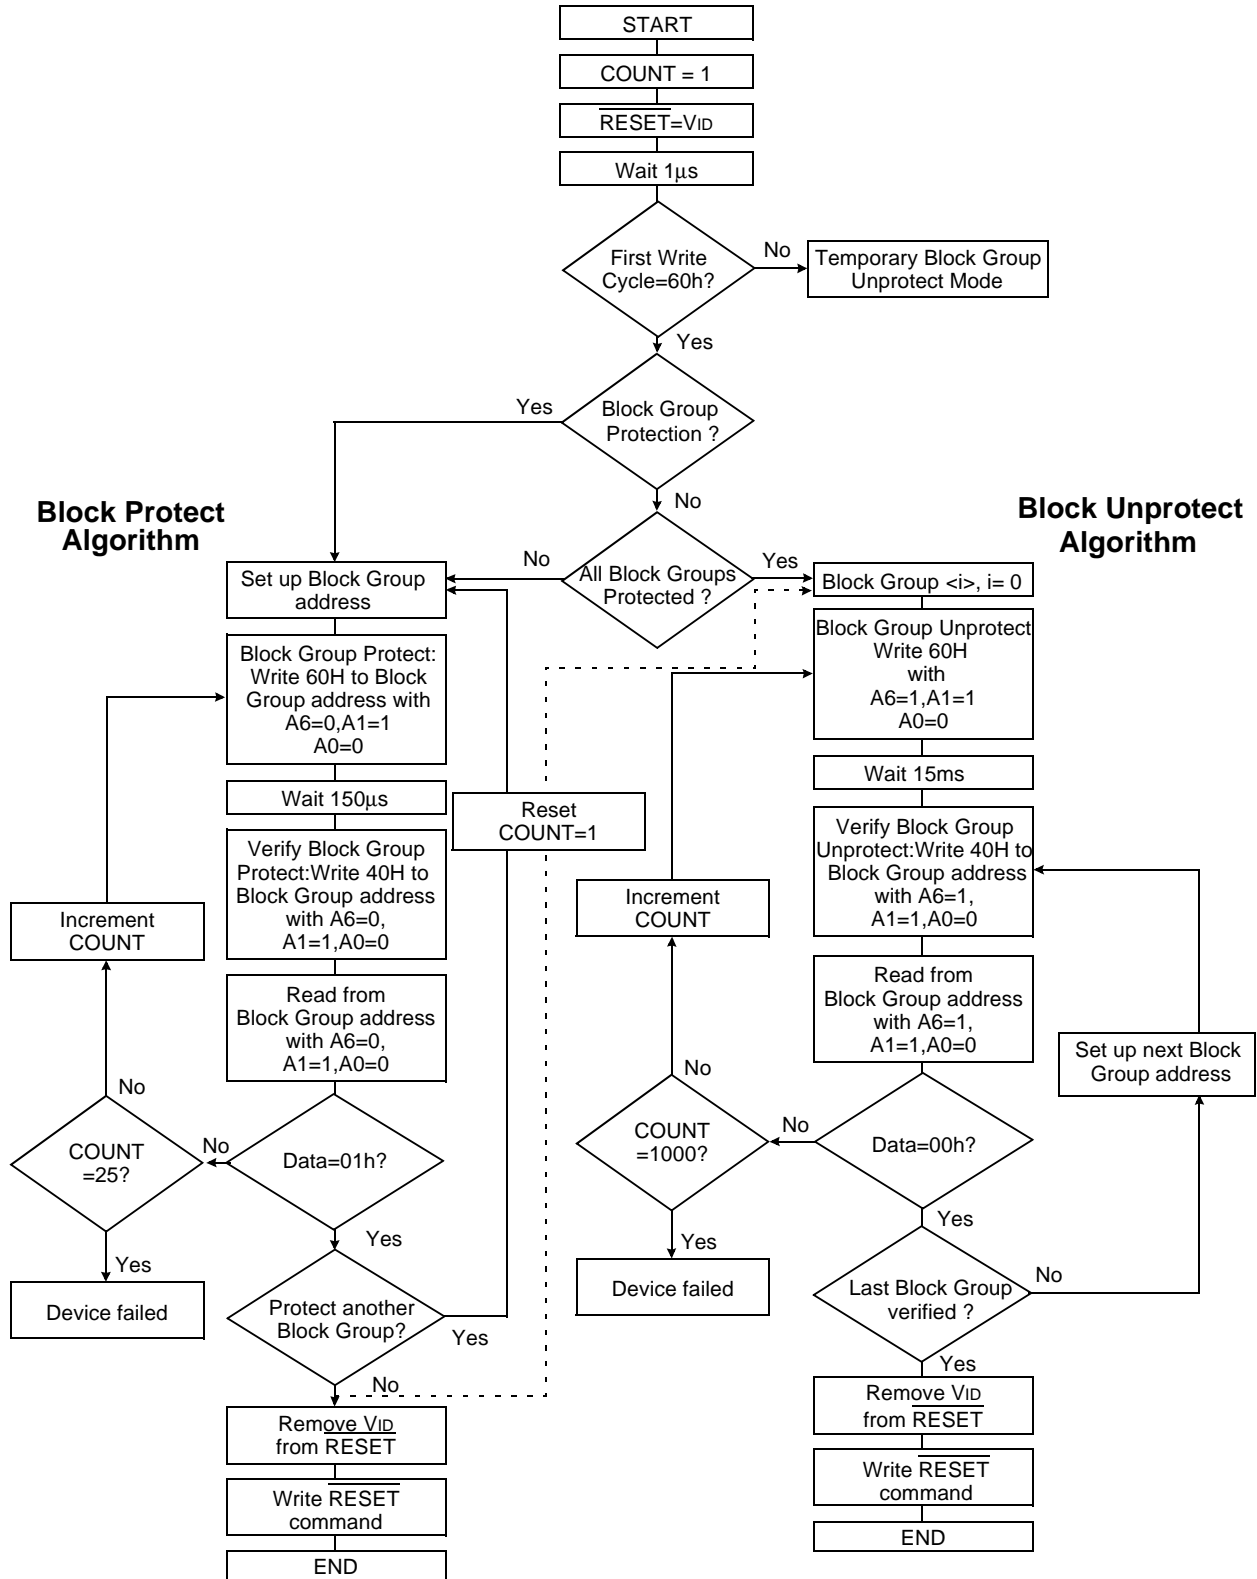 START
COUNT = 1
RESET=VID
Wait 1µs
First Write
Cycle=60h?
No
Temporary Block Group
Unprotect Mode
Yes
Block Group
Protection ?
Yes
No
Block Protect
Algorithm
Block Unprotect
Algorithm
All Block Groups
Protected ?
No
Yes
Set up Block Group
address
Block Group Protect:
Write 60H to Block
Group address with
A6=0,A1=1
A0=0
Wait 150µs
Reset
COUNT=1
Verify Block Group
Protect:Write 40H to
Block Group address
with A6=0,
A1=1,A0=0
Increment
COUNT
Read from
Block Group address
with A6=0,
A1=1,A0=0
No
COUNT
=25?
No
Data=01h?
Yes
Yes
Device failed
Protect another
Block Group?
Yes
No
Remove VID
from RESET
Write RESET
command
END
Block Group <i>, i= 0
Block Group Unprotect
Write 60H
with
A6=1,A1=1
A0=0
Wait 15ms
Verify Block Group
Unprotect:Write 40H to
Block Group address
with A6=1,
A1=1,A0=0
Increment
COUNT
Read from
Block Group address
with A6=1,
A1=1,A0=0
Set up next Block
Group address
No
COUNT
=1000?
No
Data=00h?
Yes
Yes
Device failed
Last Block Group
verified ?
No
Yes
Remove VID
from RESET
Write RESET
command
END